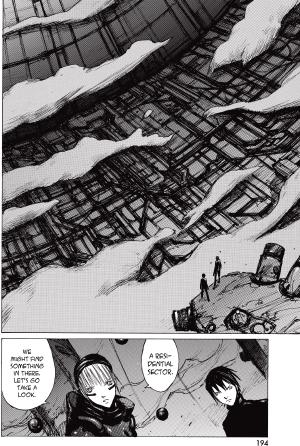 A RESI-
DENTIAL
SECTOR.
WE
MIGHT FIND
SOMETHING
IN THERE.
LET'S GO
TAKE A
LOOK.
194